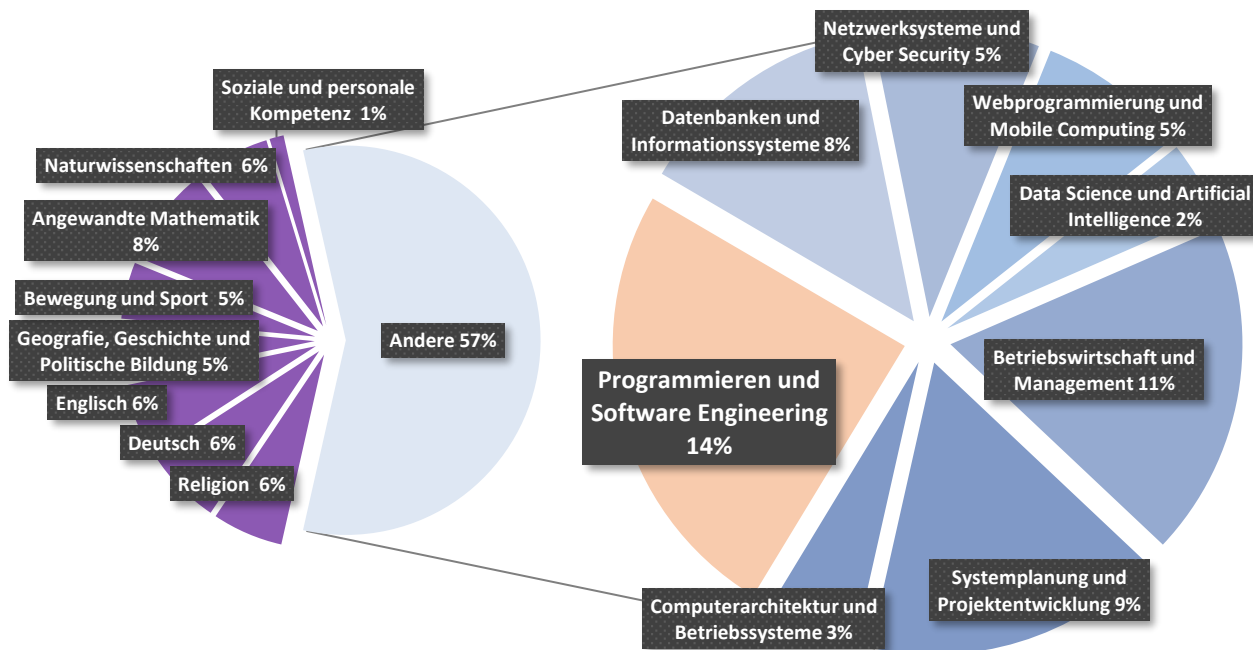 Soziale und personale
Kompetenz 1%
Naturwissenschaften 6%
Angewandte Mathematik
8%
Bewegung und Sport 5%
Geografie, Geschichte und
Politische Bildung 5%
Englisch 6%
Deutsch 6%
Religion 6%
Andere 57%
Netzwerksysteme und
Cyber Security 5%
Datenbanken und
Informationssysteme 8%
Webprogrammierung und
Mobile Computing 5%
Data Science und Artificial
Intelligence 2%
Betriebswirtschaft und
Management 11%
Programmieren und
Software Engineering
14%
Systemplanung und
Projektentwicklung 9%
Computerarchitektur und
Betriebssysteme 3%